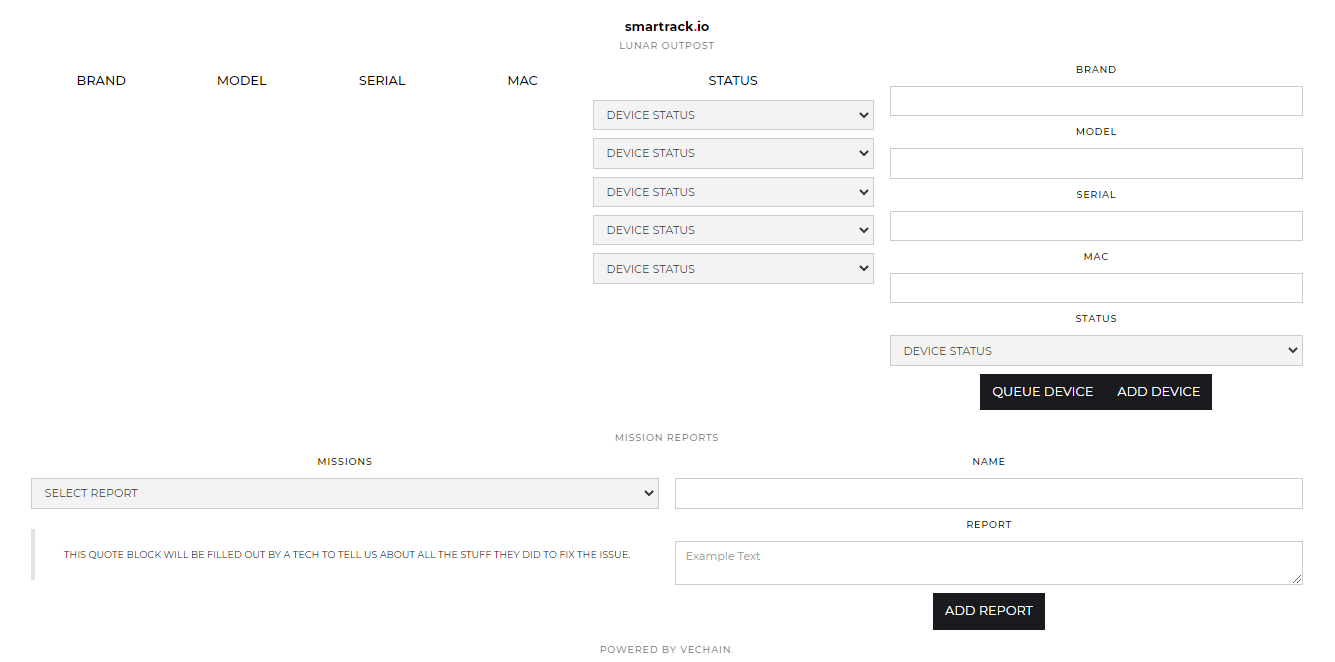 smartrack.io
LUNAR OUTPOST
BRAND MODEL SERIAL MAC STATUS
DEVICE STATUS
DEVICE STATUS
DEVICE STATUS
DEVICE STATUS
DEVICE STATUS
BRAND
MODEL
SERIAL
MAC
STATUS
DEVICE STATUS
QUEUE DEVICE ADD DEVICE
MISSION REPORTS
MISSIONS
SELECT REPORT
THIS QUOTE BLOCK WILL BE FILLED OUT BY A TECH TO TELL US ABOUT ALL THE STUFF THEY DID TO FIX THE ISSUE.
NAME
REPORT
Example Text
ADD REPORT
POWERED BY VECHAIN.